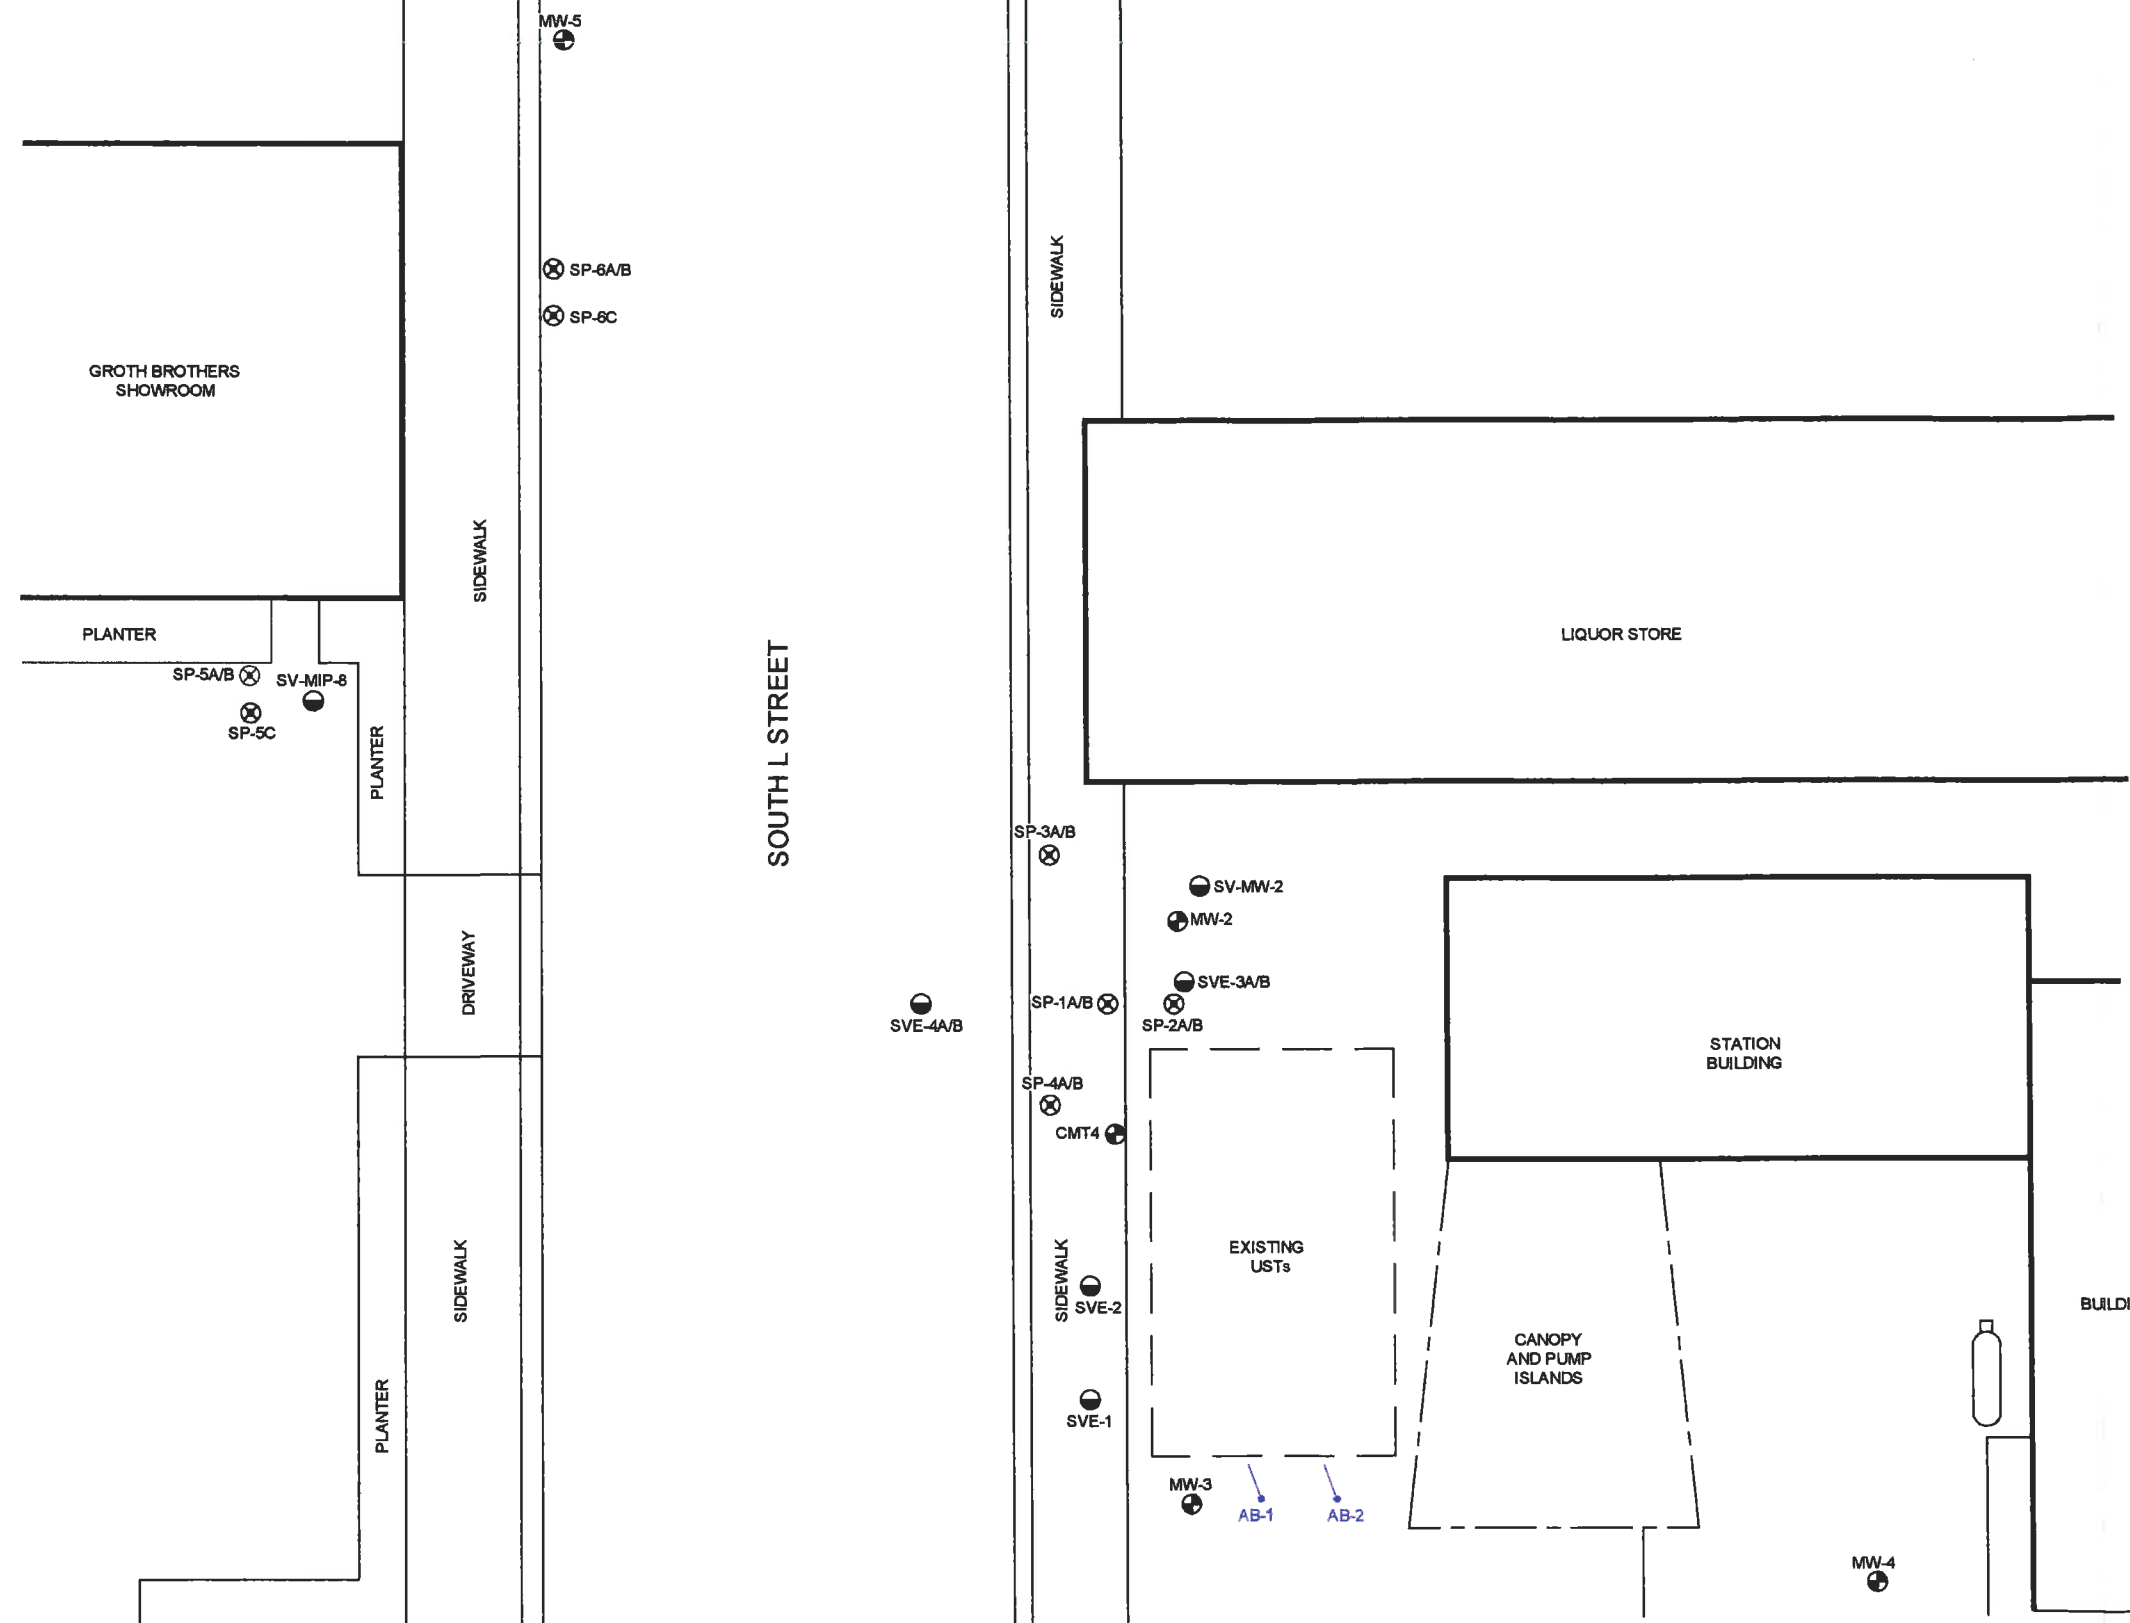 MW-5
SP-6A/B
SP-6C
SIDEWALK
GROTH BROTHERS
SHOWROOM
SIDEWALK
PLANTER
LIQUOR STORE
SP-5A/B
SV-MIP-8
SP-5C
PLANTER
SOUTH L STREET
SP-3A/B
SV-MW-2
MW-2
DRIVEWAY
SVE-3A/B
SP-1A/B
SVE-4A/B
SP-2A/B
STATION
BUILDING
SP-4A/B
CMT4
SIDEWALK
SIDEWALK
EXISTING
USTs
SVE-2
BUILDI
CANOPY
AND PUMP
ISLANDS
PLANTER
SVE-1
MW-3
AB-1
AB-2
MW-4